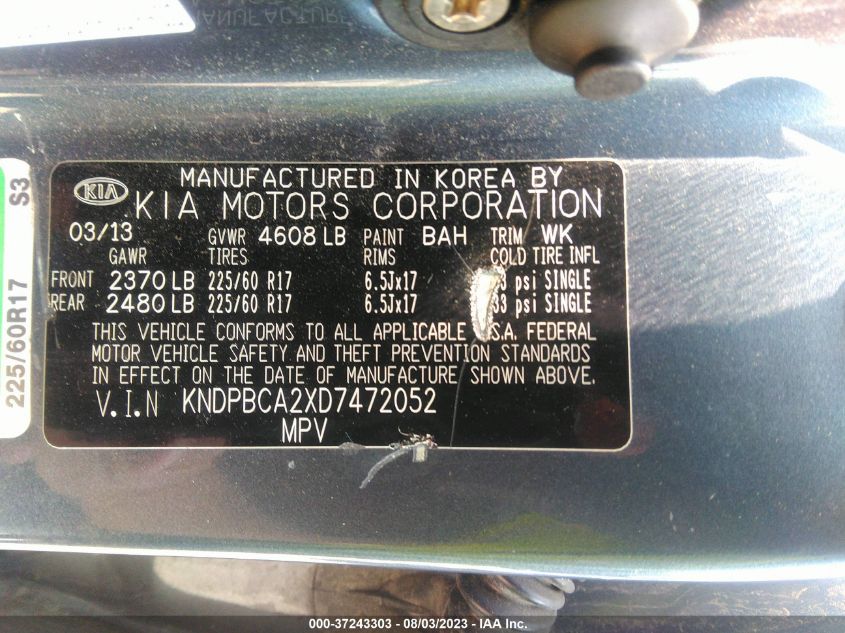 MANUFACTURE
MANUFACTURED IN KOREA BY
KIA KIA MOTORS CORPORATION
03/13 GVWR 4608 LB PAINT BAH TRIM WK
GAWR TIRES RIMS COLD TIRE INFL
FRONT 2370 LB 225/60 R17 6.5Jx17 psi SINGLE
REAR 2480 LB 225/60 R17 6.5Jx17 33 psi SINGLE
THIS VEHICLE CONFORMS TO ALL APPLICABLE U.S.A. FEDERAL
MOTOR VEHICLE SAFETY AND THEFT PREVENTION STANDARDS
IN EFFECT ON THE DATE OF MANUFACTURE SHOWN ABOVE.
V.I.N KNDPBCA2XD7472052
MPV
225/60R17 S3
000-37243303 - 08/03/2023 - IAA Inc.